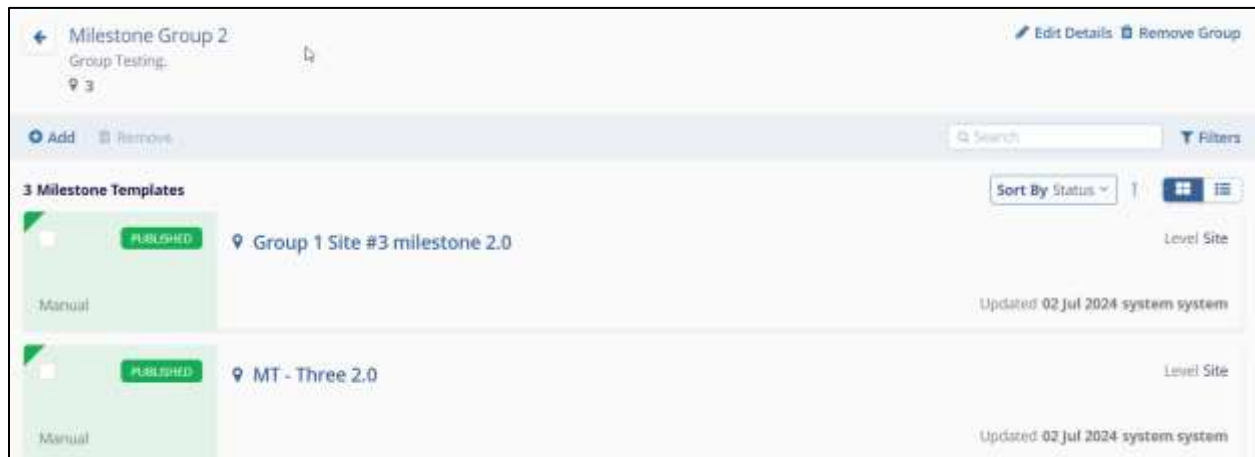 Milestone Group 2
Edit Details Remove Group
Group Testing.
3
Add Remove
Search
Filters
3 Milestone Templates
Sort By Status
PUBLISHED
Group 1 Site #3 milestone 2.0
Level Site
Manual
Updated 02 Jul 2024 system system
PUBLISHED
MT - Three 2.0
Level Site
Manual
Updated 02 Jul 2024 system system